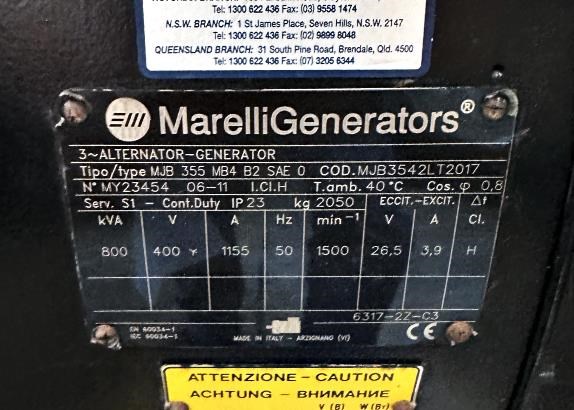 Tel: 1300 622 436 Fax: (03) 9558 1474
N.S.W. BRANCH: 1 St James Place, Seven Hills, N.S.W. 2147
Tel: 1300 622 436 Fax: (02) 9899 8048
QUEENSLAND BRANCH: 31 South Pine Road, Brendale, Qld. 4500
Tel: 1300 622 436 Fax: (07) 3205 6344
MarelliGenerators®
3~ALTERNATOR-GENERATOR
Tipo/type MJB 355 MB4 B2 SAE 0 COD.MJB3542LT2017
N° MY23454 06-11 I.Cl.H T.amb. 40 °C Cos. φ 0,8
Serv. S1 - Cont.Duty IP 23 kg 2050 ECCIT.-EXCIT. Δt
kVA V A Hz min⁻¹ V A Cl.
800 400 Y 1155 50 1500 26,5 3,9 H
6317-2Z-C3
EN 60034-1
IEC 60034-1
MADE IN ITALY - ARZIGNANO (VI)
CE
ATTENZIONE - CAUTION
ACHTUNG - ВНИМАНИЕ
V (В) W (Вт)